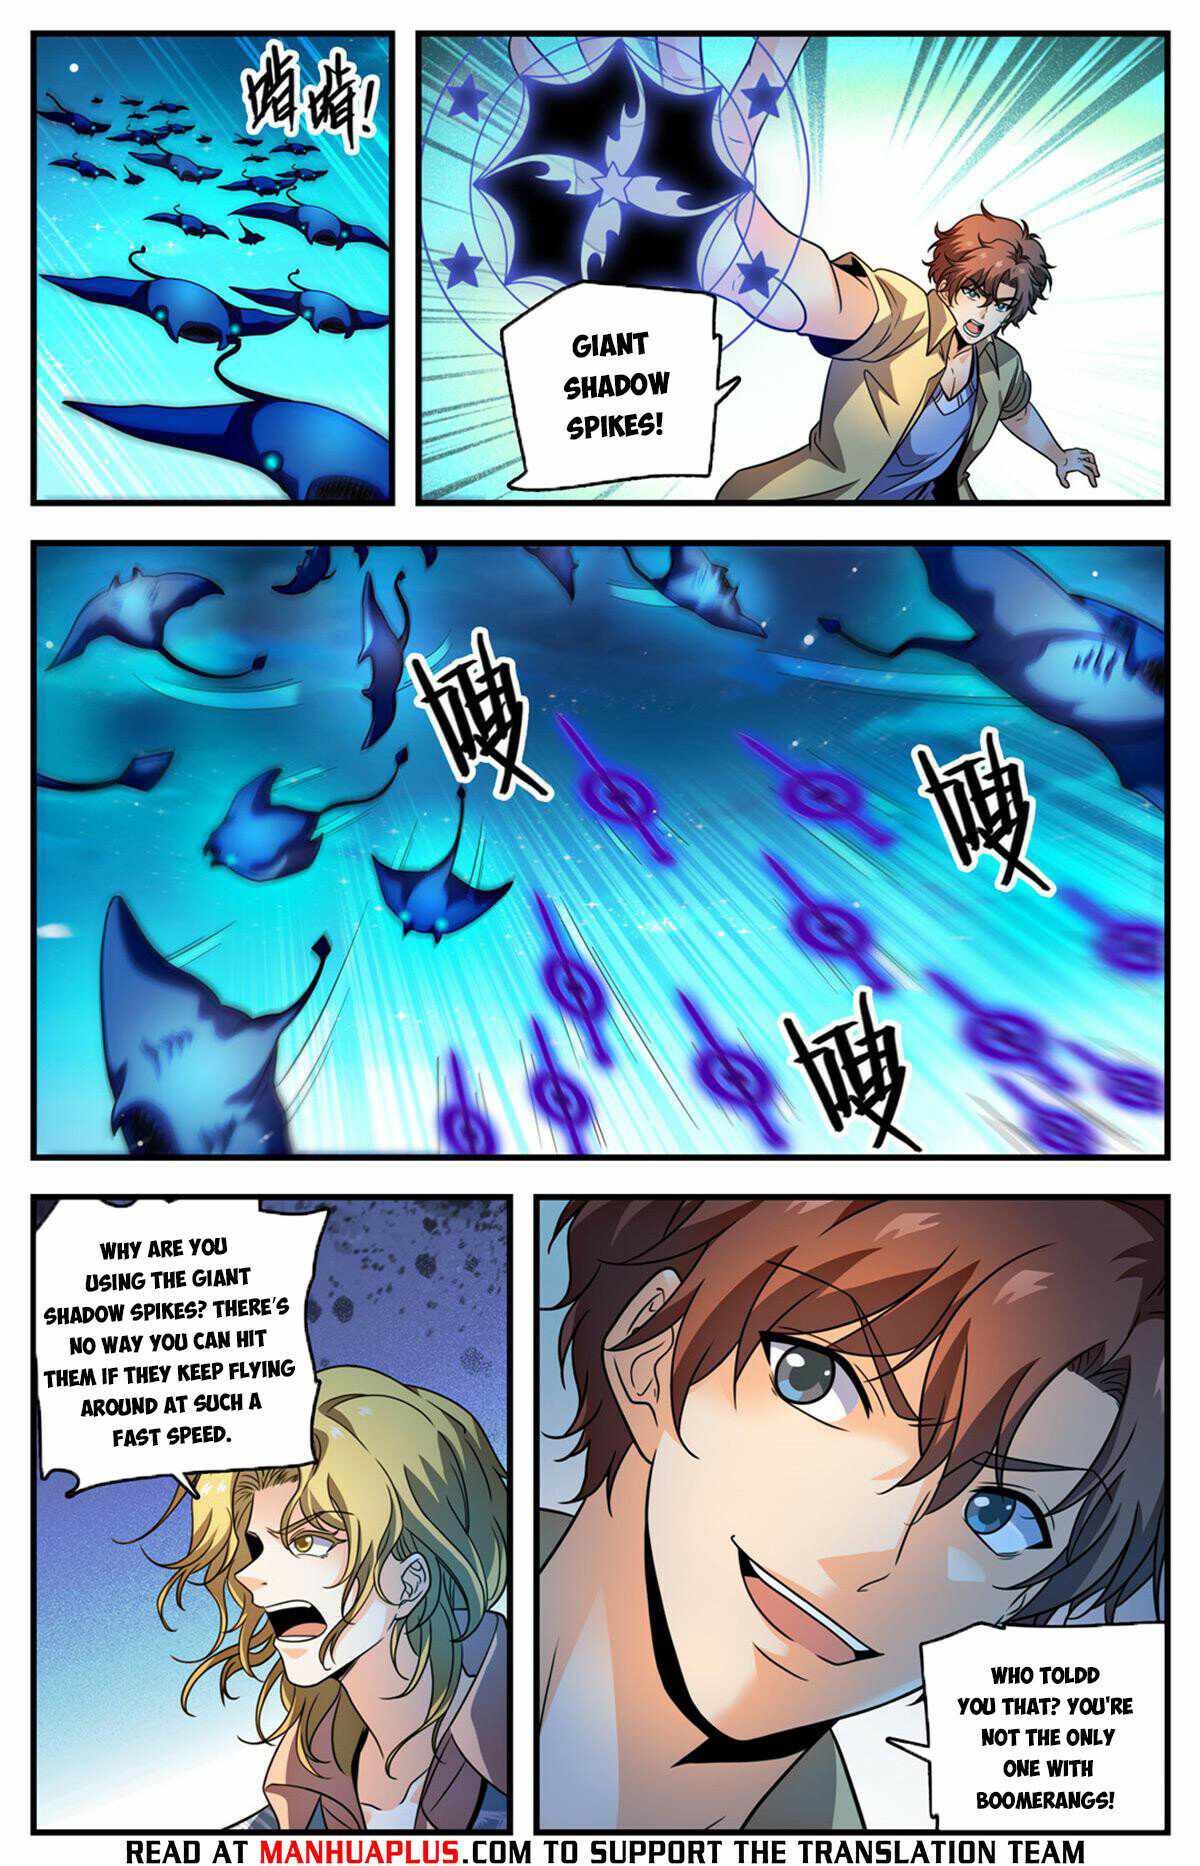 GIANT
SHADOW
SPIKES!
嗖
嗖
嗖
WHY ARE YOU
USING THE GIANT
SHADOW SPIKES? THERE'S
NO WAY YOU CAN HIT
THEM IF THEY KEEP FLYING
AROUND AT SUCH A
FAST SPEED.
WHO TOLDD
YOU THAT? YOU'RE
NOT THE ONLY
ONE WITH
BOOMERANGS!
READ AT MANHUAPLUS.COM TO SUPPORT THE TRANSLATION TEAM